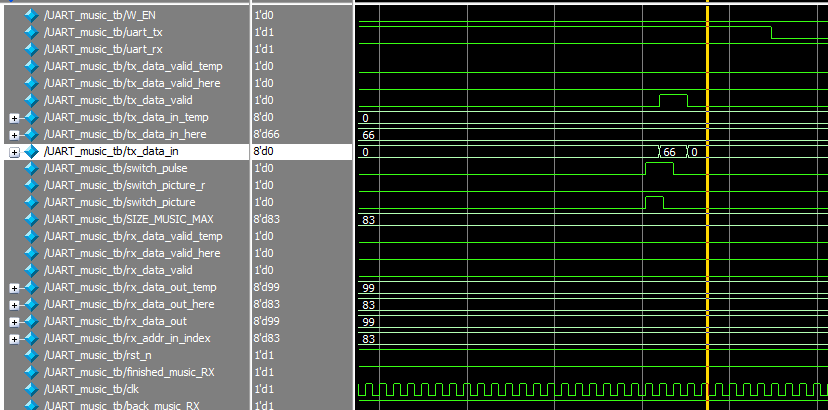 /UART_music_tb/W_EN 1'd0
/UART_music_tb/uart_tx 1'd1
/UART_music_tb/uart_rx 1'd1
/UART_music_tb/tx_data_valid_temp 1'd0
/UART_music_tb/tx_data_valid_here 1'd0
/UART_music_tb/tx_data_valid 1'd0
/UART_music_tb/tx_data_in_temp 8'd0 0
/UART_music_tb/tx_data_in_here 8'd66 66
/UART_music_tb/tx_data_in 8'd0 0 66 0
/UART_music_tb/switch_pulse 1'd0
/UART_music_tb/switch_picture_r 1'd0
/UART_music_tb/switch_picture 1'd0
/UART_music_tb/SIZE_MUSIC_MAX 8'd83 83
/UART_music_tb/rx_data_valid_temp 1'd0
/UART_music_tb/rx_data_valid_here 1'd0
/UART_music_tb/rx_data_valid 1'd0
/UART_music_tb/rx_data_out_temp 8'd99 99
/UART_music_tb/rx_data_out_here 8'd83 83
/UART_music_tb/rx_data_out 8'd99 99
/UART_music_tb/rx_addr_in_index 8'd83 83
/UART_music_tb/rst_n 1'd1
/UART_music_tb/finished_music_RX 1'd1
/UART_music_tb/clk 1'd1
/UART_music_tb/back_music_RX 1'd1